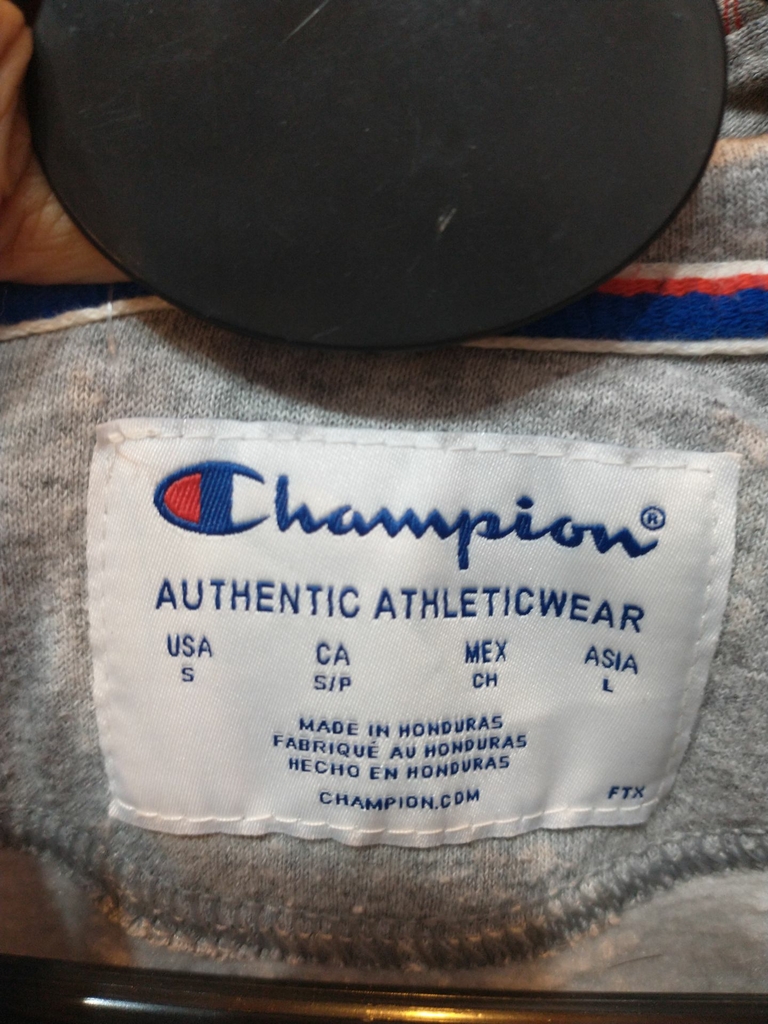 Champion®
AUTHENTIC ATHLETICWEAR
USA CA MEX ASIA
S S/P CH L
MADE IN HONDURAS
FABRIQUÉ AU HONDURAS
HECHO EN HONDURAS
CHAMPION.COM
FTX